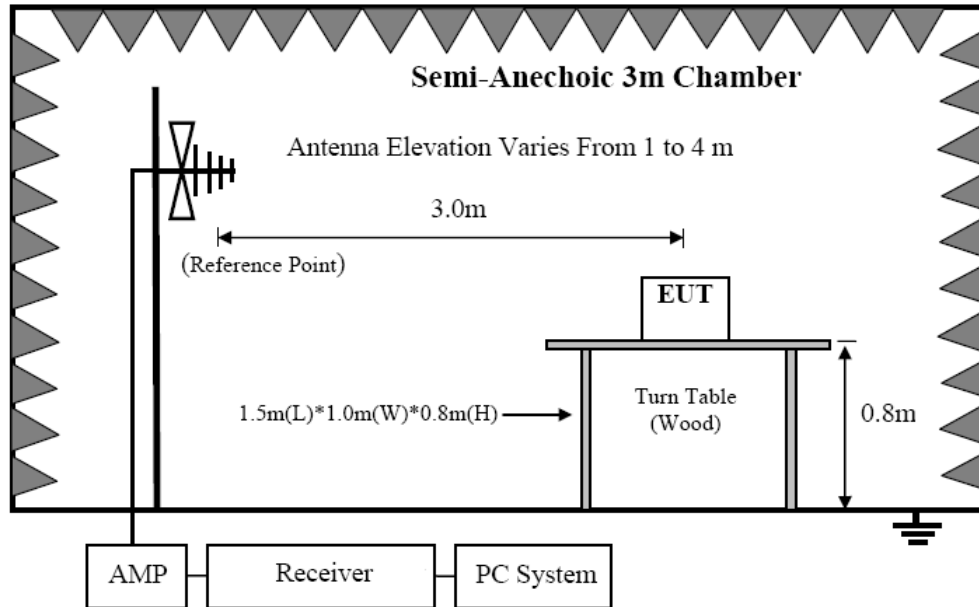 Semi-Anechoic 3m Chamber
Antenna Elevation Varies From 1 to 4 m
3.0m
(Reference Point)
EUT
1.5m(L)*1.0m(W)*0.8m(H)
Turn Table
(Wood)
0.8m
AMP
Receiver
PC System